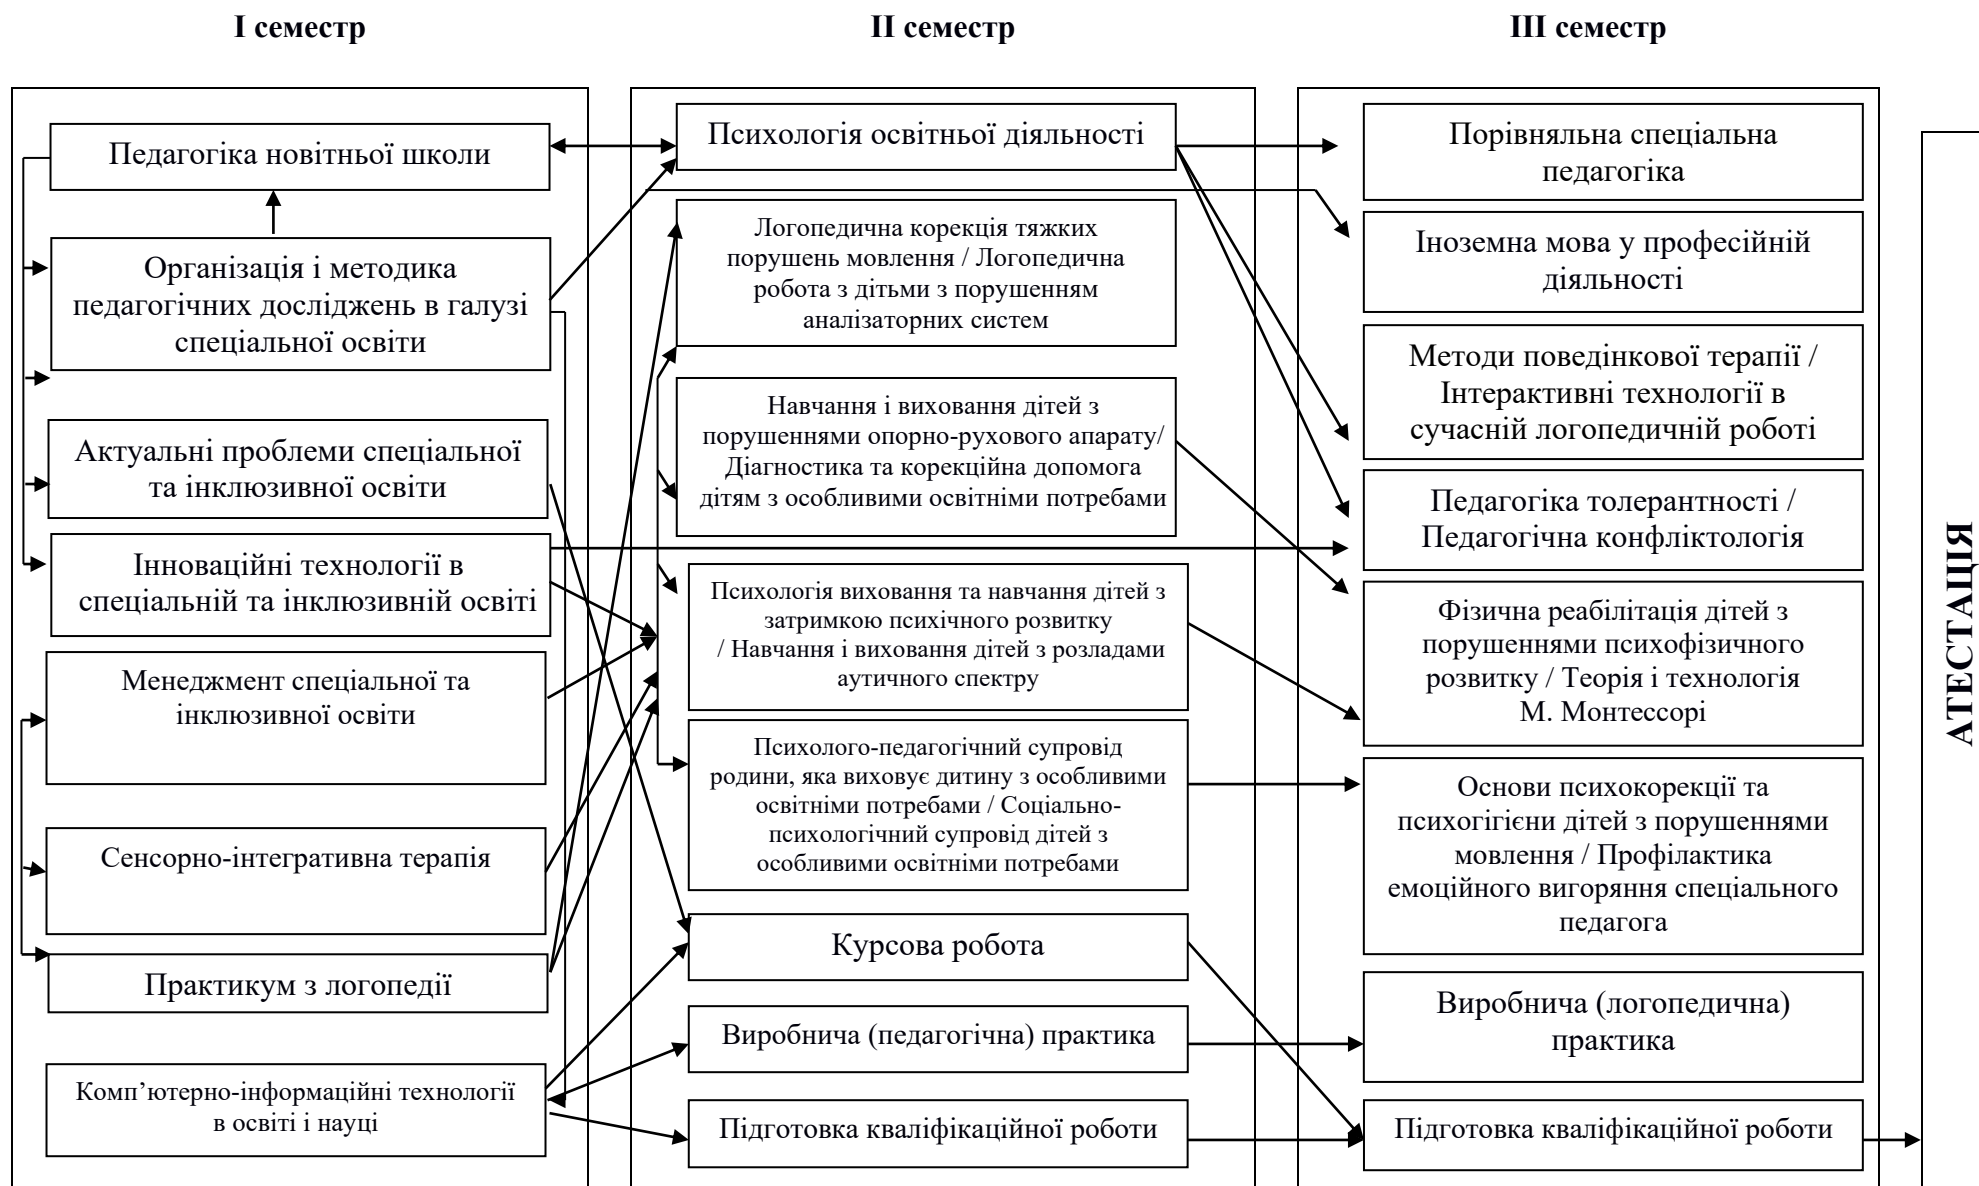 I семестр
II семестр
III семестр
Педагогіка новітньої школи
Організація і методика
педагогічних досліджень в галузі
спеціальної освіти
Актуальні проблеми спеціальної
та інклюзивної освіти
Інноваційні технології в
спеціальній та інклюзивній освіті
Менеджмент спеціальної та
інклюзивної освіти
Сенсорно-інтегративна терапія
Практикум з логопедії
Комп’ютерно-інформаційні технології
в освіті і науці
Психологія освітньої діяльності
Логопедична корекція тяжких
порушень мовлення / Логопедична
робота з дітьми з порушенням
аналізаторних систем
Навчання і виховання дітей з
порушеннями опорно-рухового апарату/
Діагностика та корекційна допомога
дітям з особливими освітніми потребами
Психологія виховання та навчання дітей з
затримкою психічного розвитку
/ Навчання і виховання дітей з розладами
аутичного спектру
Психолого-педагогічний супровід
родини, яка виховує дитину з особливими
освітніми потребами / Соціально-
психологічний супровід дітей з
особливими освітніми потребами
Курсова робота
Виробнича (педагогічна) практика
Підготовка кваліфікаційної роботи
Порівняльна спеціальна
педагогіка
Іноземна мова у професійній
діяльності
Методи поведінкової терапії /
Інтерактивні технології в
сучасній логопедичній роботі
Педагогіка толерантності /
Педагогічна конфліктологія
Фізична реабілітація дітей з
порушеннями психофізичного
розвитку / Теорія і технологія
М. Монтессорі
Основи психокорекції та
психогігієни дітей з порушеннями
мовлення / Профілактика
емоційного вигоряння спеціального
педагога
Виробнича (логопедична)
практика
Підготовка кваліфікаційної роботи
АТЕСТАЦІЯ